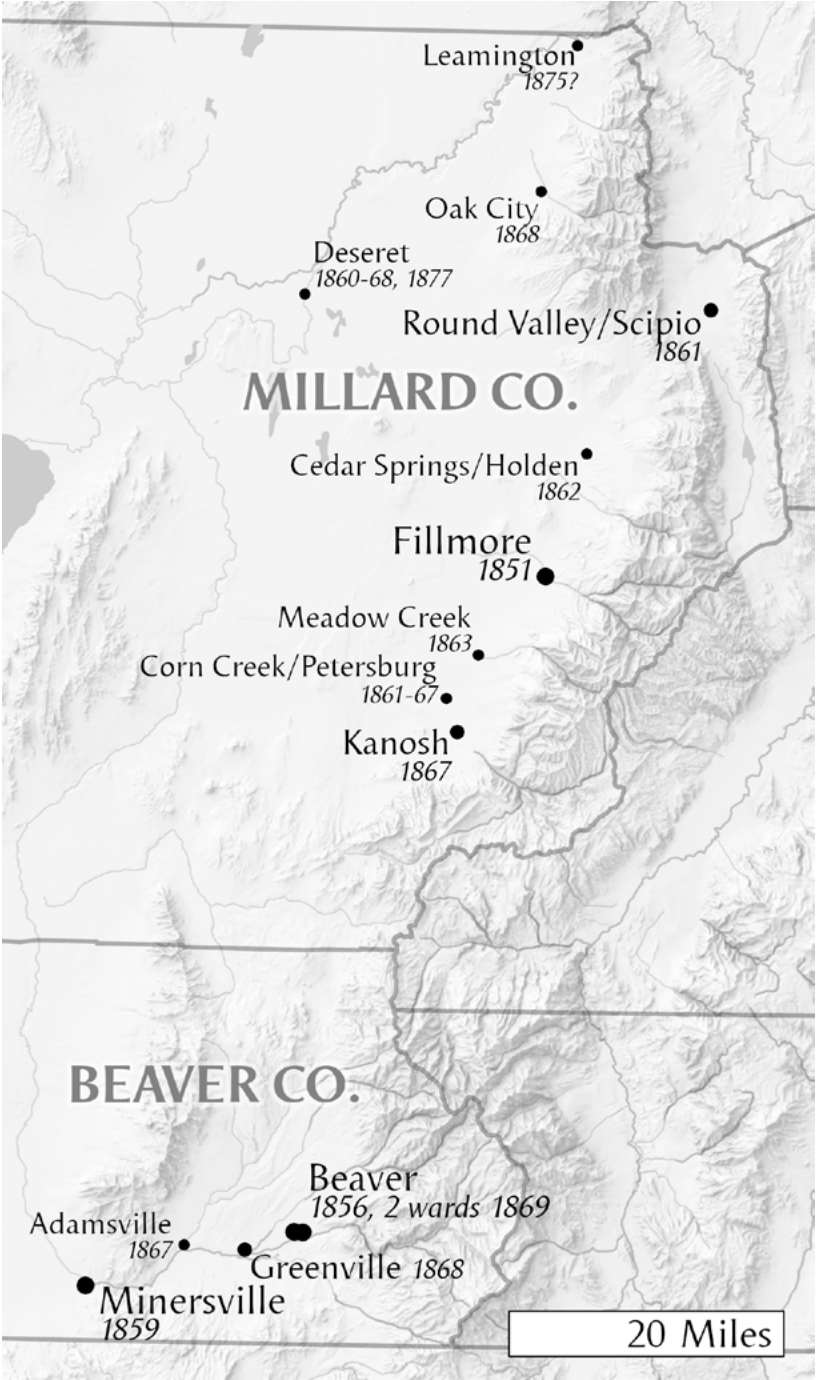 Leamington
1875?
Oak City
1868
Deseret
1860-68, 1877
Round Valley/Scipio
1861
MILLARD CO.
Cedar Springs/Holden
1862
Fillmore
1851
Meadow Creek
1863
Corn Creek/Petersburg
1861-67
Kanosh
1867
BEAVER CO.
Beaver
1856, 2 wards 1869
Adamsville
1867
Greenville 1868
Minersville
1859
20 Miles